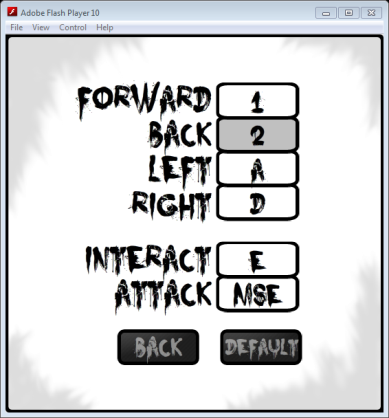 Adobe Flash Player 10
File View Control Help
FORWARD 1
BACK 2
LEFT A
RIGHT D
INTERACT E
ATTACK MSE
BACK DEFAULT